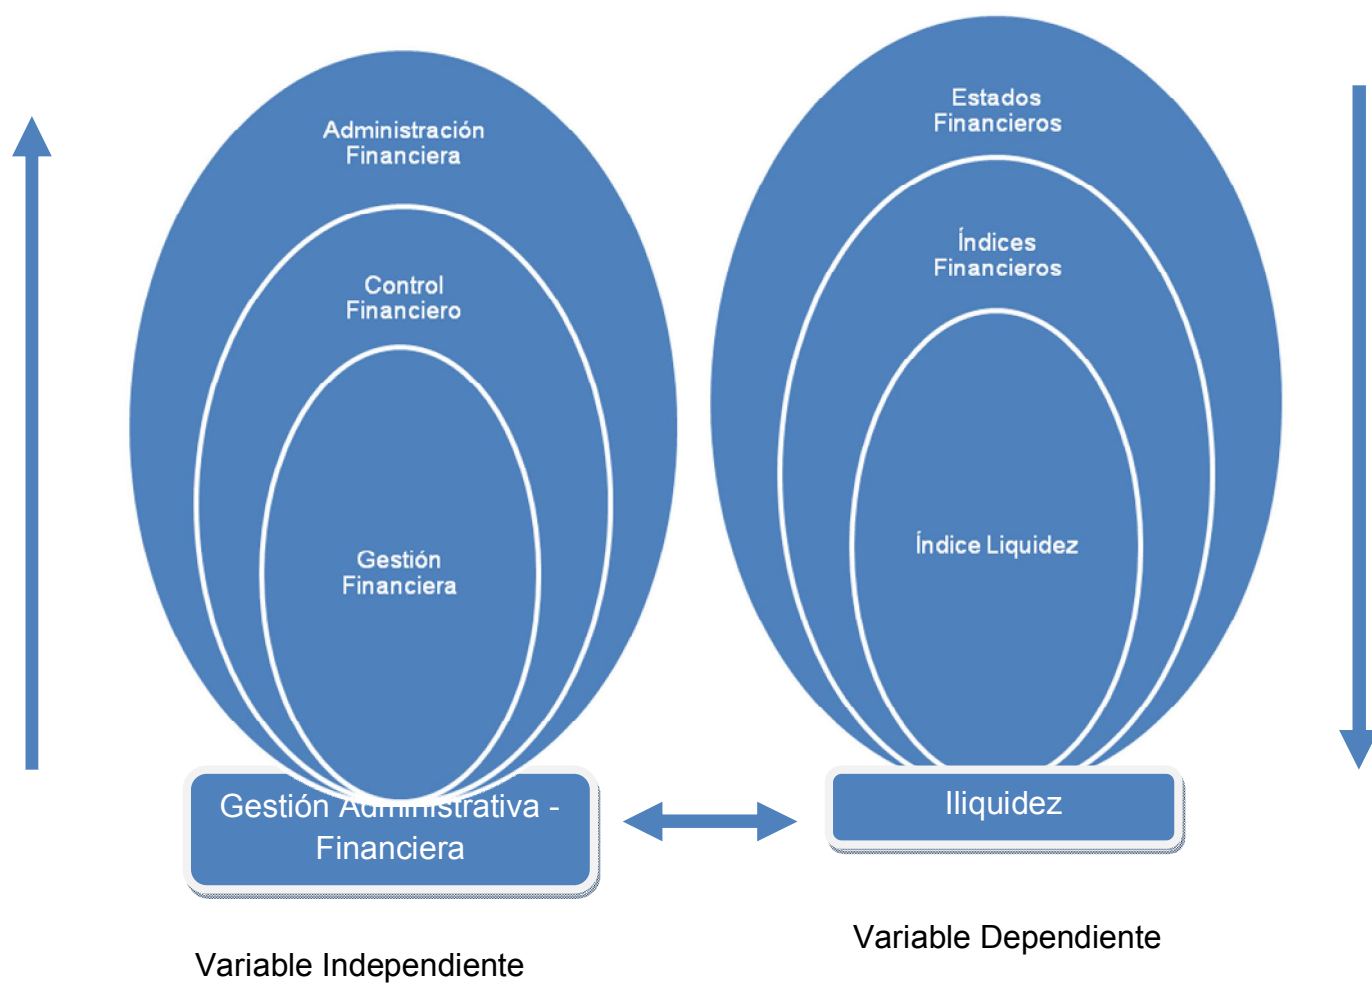 Administración
Financiera
Control
Financiero
Gestión
Financiera
Gestión Administrativa -
Financiera
Variable Independiente
Estados
Financieros
Índices
Financieros
Índice Liquidez
Iliquidez
Variable Dependiente